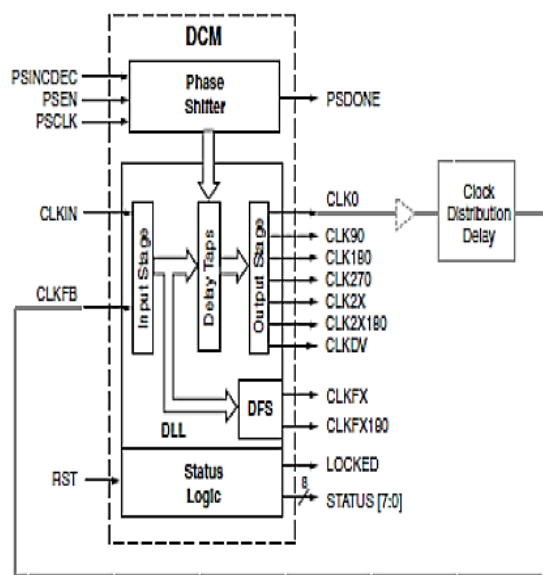 DCM
PSINCDEC
PSEN
PSCLK
Phase
Shifter
PSDONE
CLKIN
CLKFB
Input Stage
Delay Taps
Output Stage
CLK0
CLK90
CLK180
CLK270
CLK2X
CLK2X180
CLKDV
Clock
Distribution
Delay
DFS
CLKFX
CLKFX180
DLL
RST
Status
Logic
LOCKED
8
STATUS [7:0]